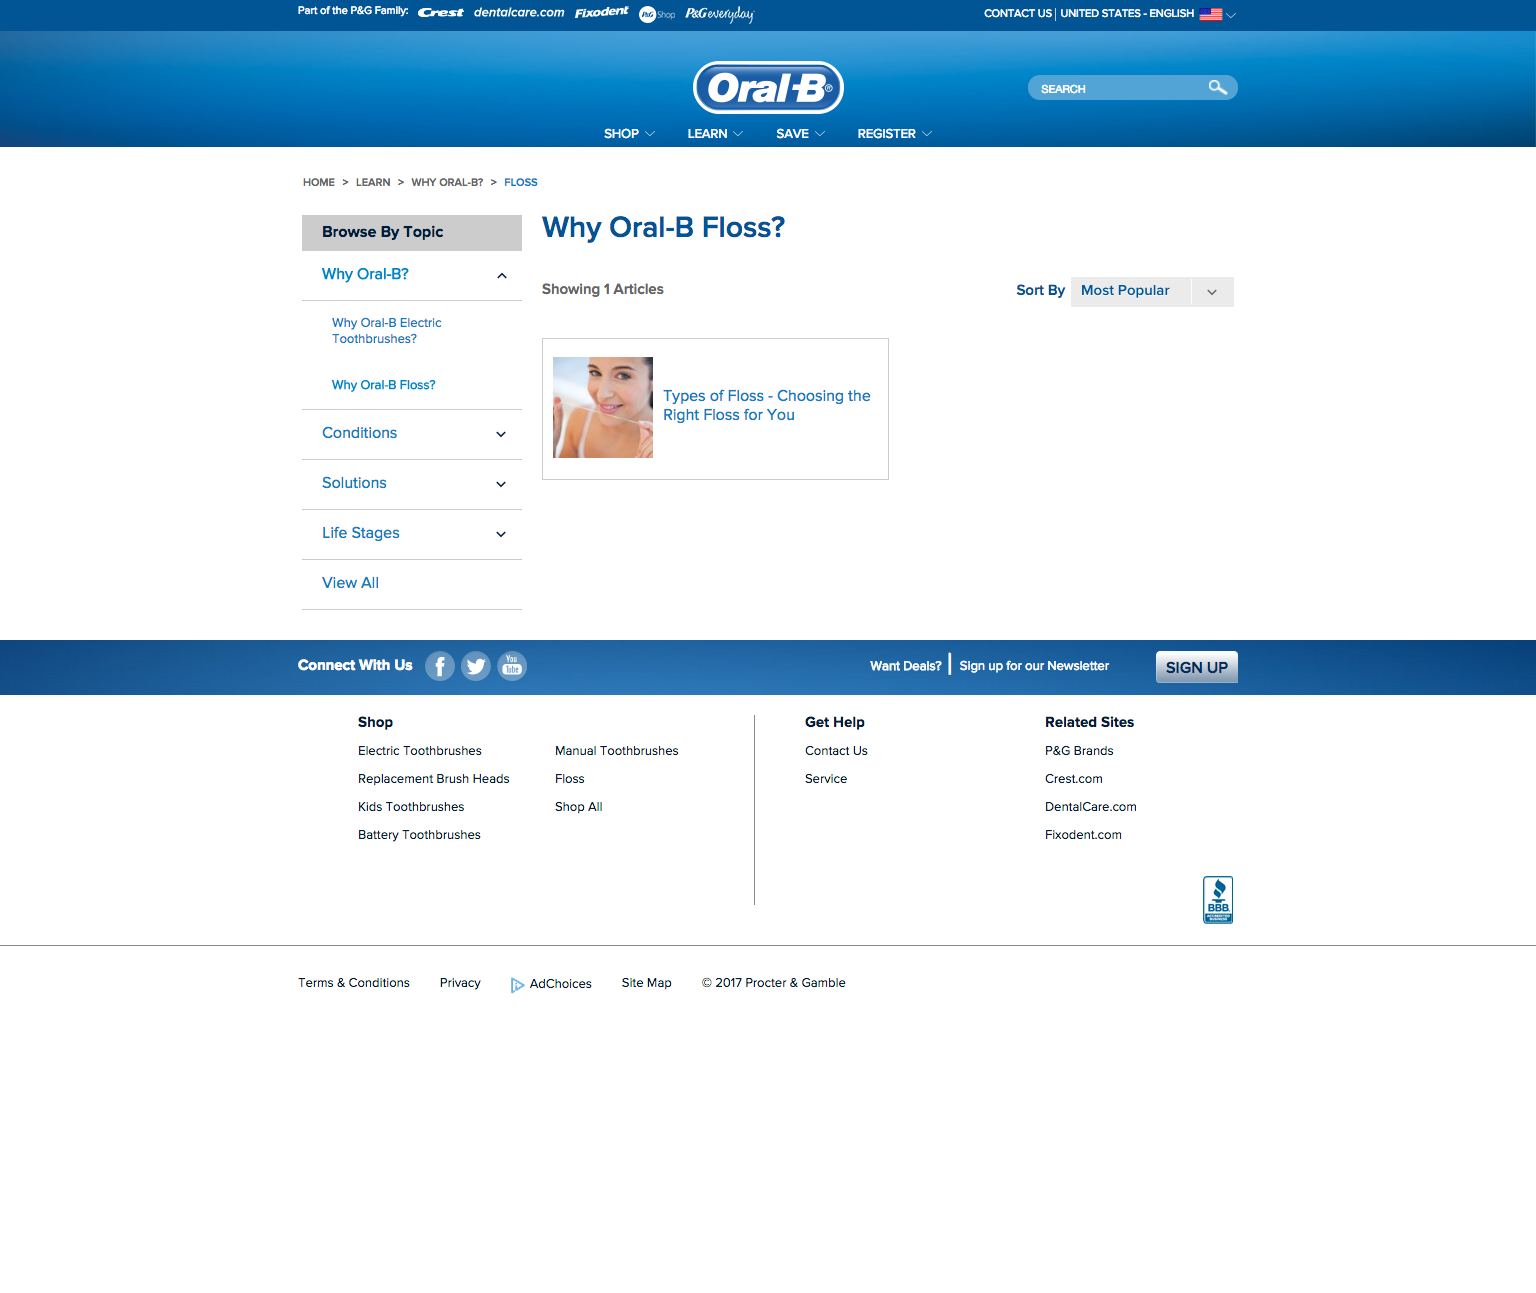 Part of the P&G Family: Crest dentalcare.com Fixodent P&G Shop P&G everyday
CONTACT US | UNITED STATES - ENGLISH
Oral-B®
SEARCH
SHOP LEARN SAVE REGISTER
HOME > LEARN > WHY ORAL-B? > FLOSS
Browse By Topic
Why Oral-B?
Why Oral-B Electric
Toothbrushes?
Why Oral-B Floss?
Conditions
Solutions
Life Stages
View All
Why Oral-B Floss?
Showing 1 Articles
Sort By Most Popular
Types of Floss - Choosing the
Right Floss for You
Connect With Us
You
Tube
Want Deals? | Sign up for our Newsletter
SIGN UP
Shop
Electric Toothbrushes
Replacement Brush Heads
Kids Toothbrushes
Battery Toothbrushes
Manual Toothbrushes
Floss
Shop All
Get Help
Contact Us
Service
Related Sites
P&G Brands
Crest.com
DentalCare.com
Fixodent.com
BBB
ACCREDITED
BUSINESS
Terms & Conditions Privacy AdChoices Site Map © 2017 Procter & Gamble